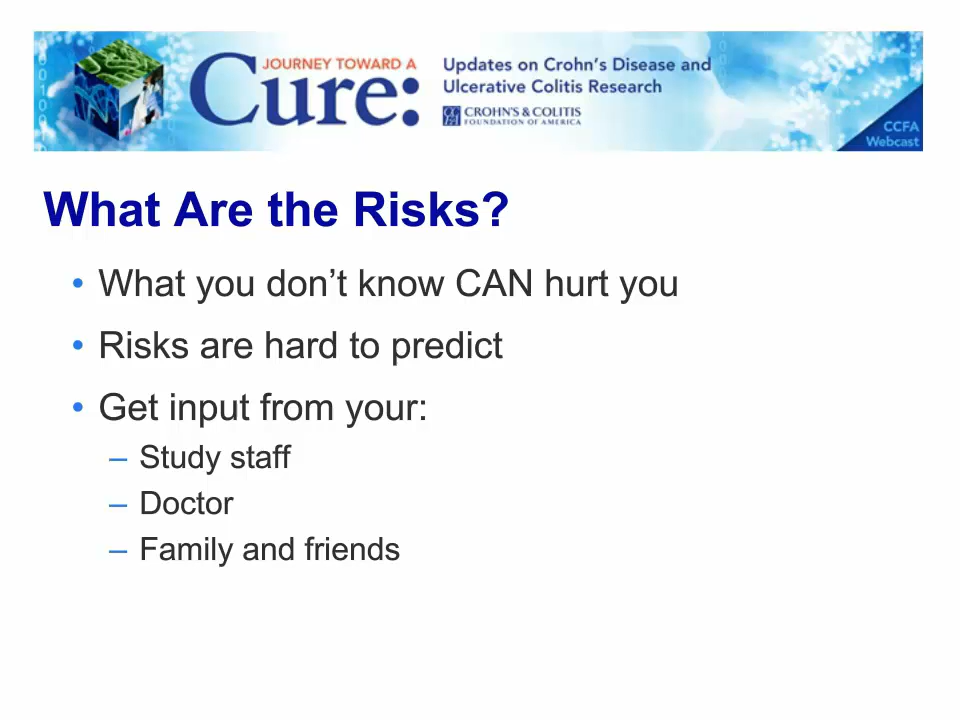 JOURNEY TOWARD A
Cure:
Updates on Crohn's Disease and
Ulcerative Colitis Research
CROHN'S & COLITIS
FOUNDATION OF AMERICA
CCFA
Webcast
What Are the Risks?
• What you don't know CAN hurt you
• Risks are hard to predict
• Get input from your:
– Study staff
– Doctor
– Family and friends